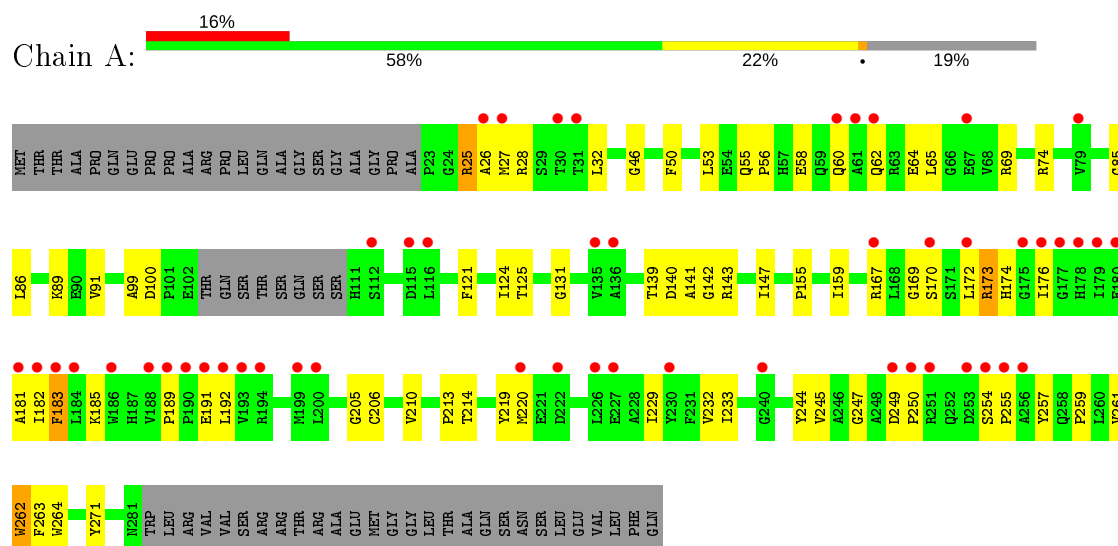 16%
Chain A:
58% 22% • 19%
MET THR THR ALA PRO GLN GLU PRO PRO ALA ARG PRO LEU GLN ALA GLY SER GLY ALA GLY PRO ALA P23 G24 R25 A26 M27 R28 S29 T30 T31 L32 G46 F50 L53 E54 Q55 P56 H57 E58 Q59 Q60 A61 Q62 R63 E64 L65 G66 E67 V68 R69 R74 V79
L86 K89 E90 V91 A99 D100 P101 E102 THR GLN SER THR SER GLN SER SER H111 S112 D115 L116 F121 I124 T125 G131 V135 A136 T139 D140 A141 G142 R143 I147 P155 I159 R167 L168 G169 S170 S171 L172 R173 H174 G175 I176 G177 H178 I179
A181 I182 F183 L184 K185 W186 H187 V188 P189 P190 E191 L192 V193 R194 M199 L200 G205 C206 V210 P213 T214 Y219 M220 E221 D222 L226 E227 A228 I229 Y230 F231 V232 I233 G240 Y244 V245 A246 G247 A248 D249 P250 R251 Q252 D253 S254 P255 A256 Y257 Q258 P259 L260 V261
W262 F263 W264 Y271 N281 TRP LEU ARG VAL VAL SER ARG ARG THR ARG ALA GLU MET GLY GLY LEU THR ALA GLN SER ASN SER LEU GLU VAL LEU PHE GLN